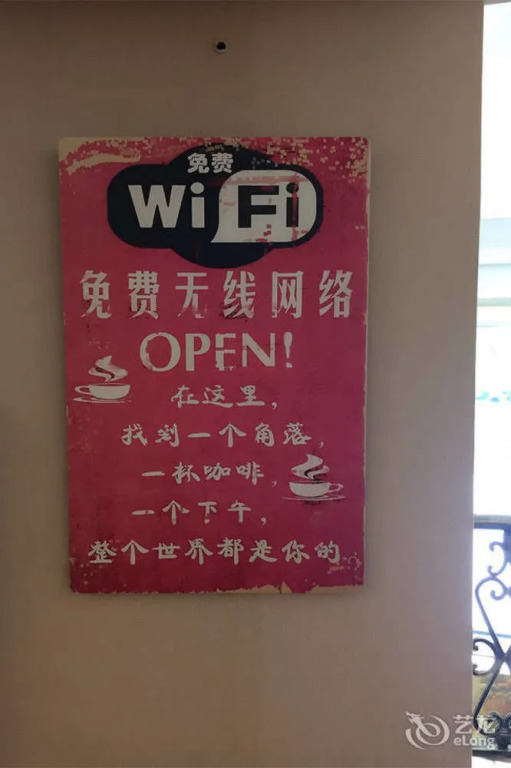 免费
WiFi
免费无线网络
OPEN!
在这里,
找到一个角落,
一杯咖啡,
一个下午,
整个世界都是你的
艺龙
eLong